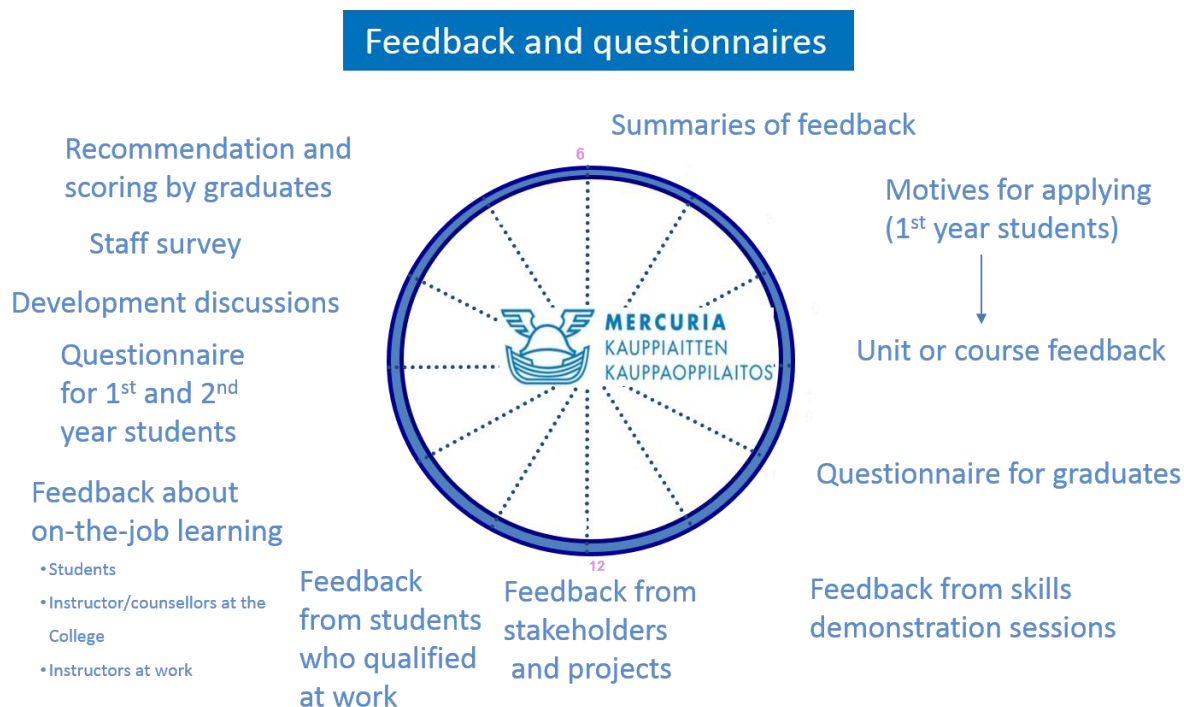 Feedback and questionnaires
Summaries of feedback
Recommendation and
scoring by graduates
6
Motives for applying
(1st year students)
Staff survey
Development discussions
MERCURIA
KAUPPIAITTEN
KAUPPAOPPILAITOS
Unit or course feedback
Questionnaire
for 1st and 2nd
year students
Questionnaire for graduates
Feedback about
on-the-job learning
•Students
•Instructor/counsellors at the
College
•Instructors at work
12
Feedback
from students
who qualified
at work
Feedback from
stakeholders
and projects
Feedback from skills
demonstration sessions